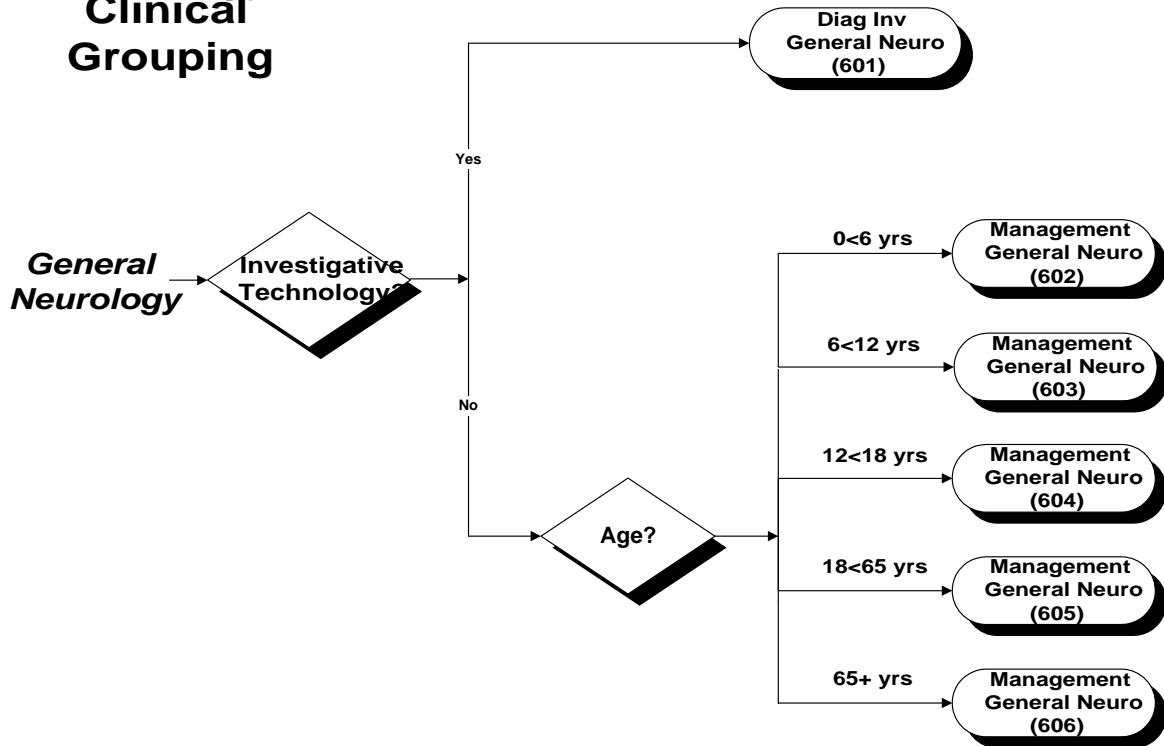 Clinical
Grouping
Diag Inv
General Neuro
(601)
Yes
General
Neurology
Investigative
Technology?
0<6 yrs
Management
General Neuro
(602)
6<12 yrs
Management
General Neuro
(603)
No
12<18 yrs
Management
General Neuro
(604)
Age?
18<65 yrs
Management
General Neuro
(605)
65+ yrs
Management
General Neuro
(606)